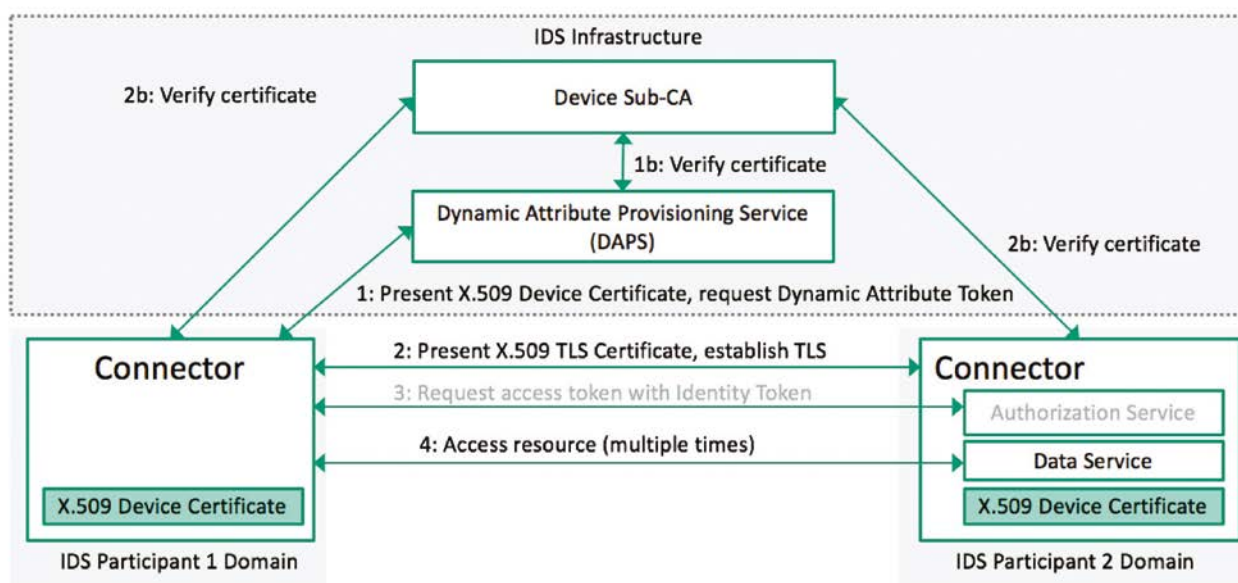 IDS Infrastructure
2b: Verify certificate
Device Sub-CA
1b: Verify certificate
Dynamic Attribute Provisioning Service
(DAPS)
2b: Verify certificate
1: Present X.509 Device Certificate, request Dynamic Attribute Token
Connector
2: Present X.509 TLS Certificate, establish TLS
Connector
3: Request access token with Identity Token
Authorization Service
4: Access resource (multiple times)
Data Service
X.509 Device Certificate
X.509 Device Certificate
IDS Participant 1 Domain
IDS Participant 2 Domain